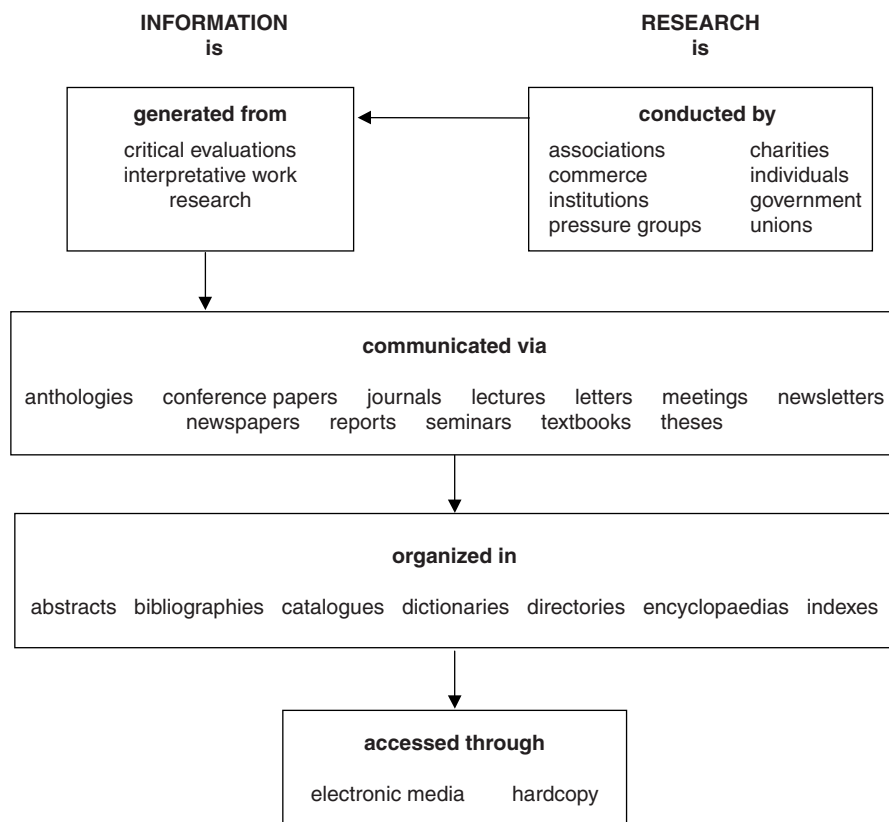 INFORMATION
is
RESEARCH
is
generated from
critical evaluations
interpretative work
research
conducted by
associations charities
commerce individuals
institutions government
pressure groups unions
communicated via
anthologies conference papers journals lectures letters meetings newsletters
newspapers reports seminars textbooks theses
organized in
abstracts bibliographies catalogues dictionaries directories encyclopaedias indexes
accessed through
electronic media hardcopy